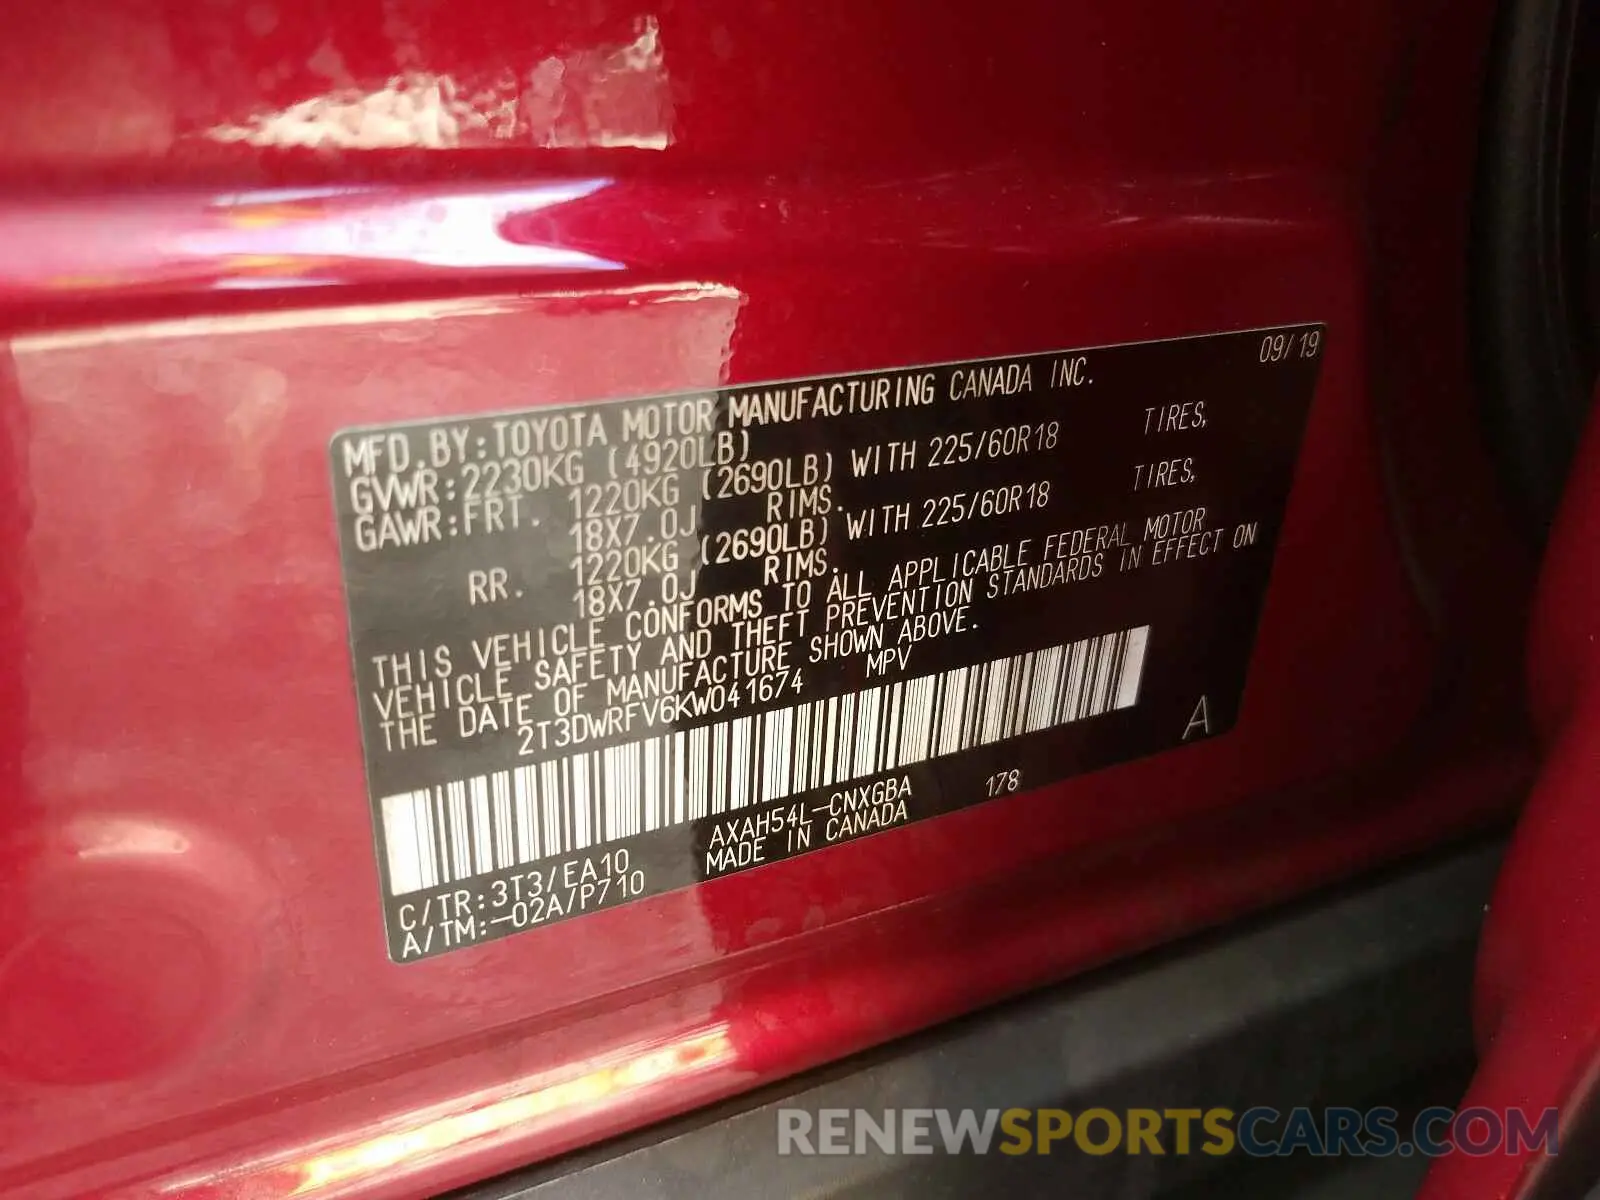 09/19
MFD. BY: TOYOTA MOTOR MANUFACTURING CANADA INC.
GVWR: 2230KG (4920LB)
GAWR: FRT. 1220KG (2690LB) WITH 225/60R18 TIRES,
18X7.0J RIMS.
RR. 1220KG (2690LB) WITH 225/60R18 TIRES,
18X7.0J RIMS.
THIS VEHICLE CONFORMS TO ALL APPLICABLE FEDERAL MOTOR
VEHICLE SAFETY AND THEFT PREVENTION STANDARDS IN EFFECT ON
THE DATE OF MANUFACTURE SHOWN ABOVE.
2T3DWRFV6KW041674 MPV
A
C/TR: 3T3/EA10 AXAH54L-CNXGBA 178
A/TM: -02A/P710 MADE IN CANADA
RENEWSPORTSCARS.COM